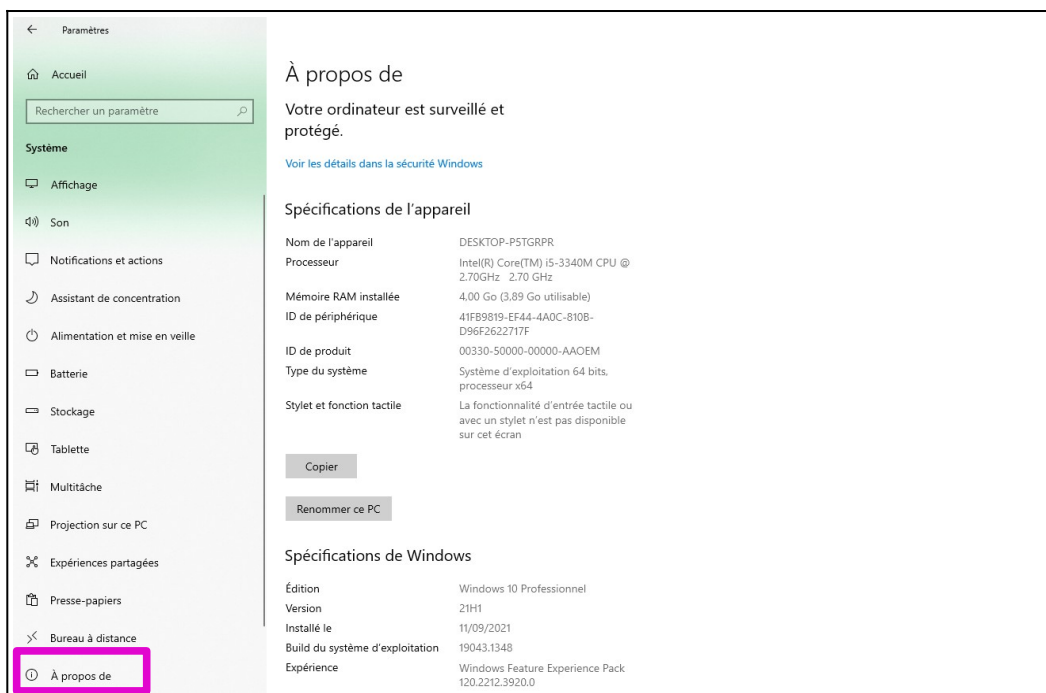 Paramètres
Accueil
Rechercher un paramètre
Système
Affichage
Son
Notifications et actions
Assistant de concentration
Alimentation et mise en veille
Batterie
Stockage
Tablette
Multitâche
Projection sur ce PC
Expériences partagées
Presse-papiers
Bureau à distance
À propos de
À propos de
Votre ordinateur est surveillé et
protégé.
Voir les détails dans la sécurité Windows
Spécifications de l'appareil
Nom de l'appareil DESKTOP-P5TGRPR
Processeur Intel(R) Core(TM) i5-3340M CPU @
2.70GHz 2.70 GHz
Mémoire RAM installée 4,00 Go (3,89 Go utilisable)
ID de périphérique 41FB9819-EF44-4A0C-810B-
D96F2622717F
ID de produit 00330-50000-00000-AAOEM
Type du système Système d'exploitation 64 bits,
processeur x64
Stylet et fonction tactile La fonctionnalité d'entrée tactile ou
avec un stylet n'est pas disponible
sur cet écran
Copier
Renommer ce PC
Spécifications de Windows
Édition Windows 10 Professionnel
Version 21H1
Installé le 11/09/2021
Build du système d'exploitation 19043.1348
Expérience Windows Feature Experience Pack
120.2212.3920.0